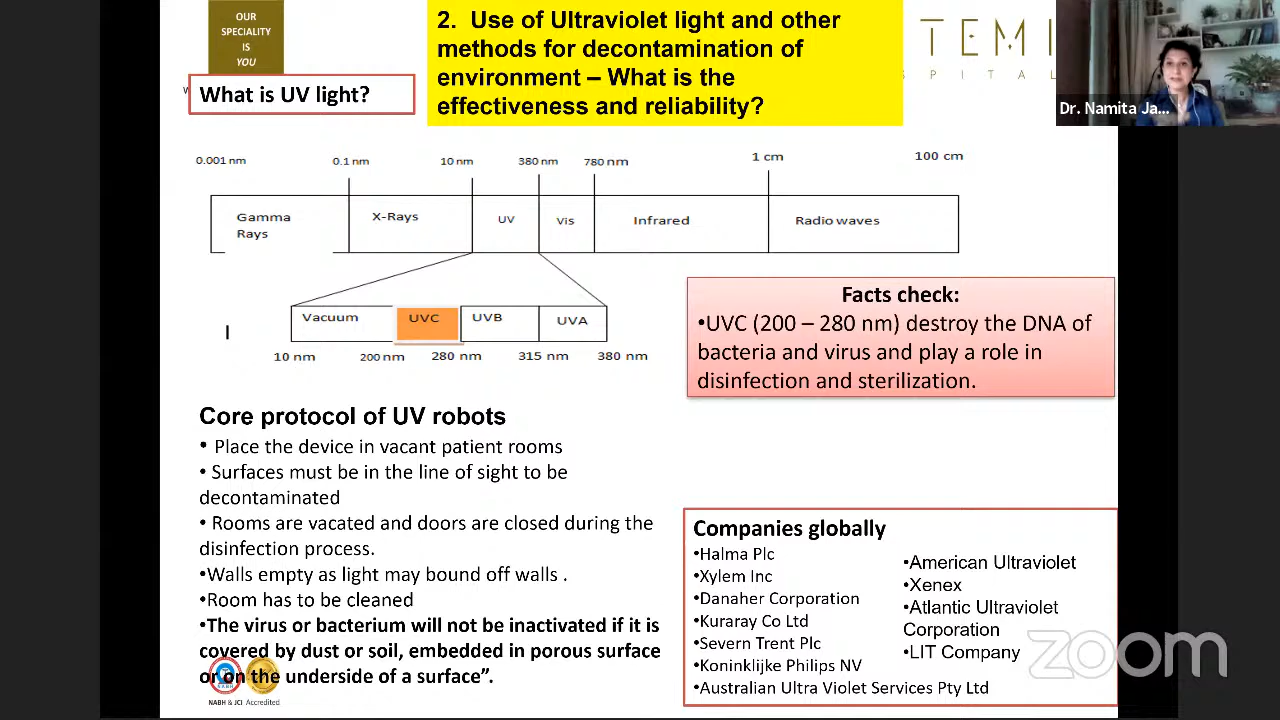 OUR
SPECIALITY
IS
YOU
W
What is UV light?
2. Use of Ultraviolet light and other
methods for decontamination of
environment – What is the
effectiveness and reliability?
TEMI
SPITAL
Dr. Namita Ja...
0.001 nm 0.1 nm 10 nm 380 nm 780 nm 1 cm 100 cm
Gamma
Rays
X-Rays
UV
Vis
Infrared
Radio waves
Vacuum UVC UVB UVA
10 nm 200 nm 280 nm 315 nm 380 nm
Facts check:
•UVC (200 – 280 nm) destroy the DNA of
bacteria and virus and play a role in
disinfection and sterilization.
Core protocol of UV robots
• Place the device in vacant patient rooms
• Surfaces must be in the line of sight to be
decontaminated
• Rooms are vacated and doors are closed during the
disinfection process.
•Walls empty as light may bound off walls .
•Room has to be cleaned
•The virus or bacterium will not be inactivated if it is
covered by dust or soil, embedded in porous surface
or on the underside of a surface”.
NABH & JCI Accredited
Companies globally
•Halma Plc
•Xylem Inc
•Danaher Corporation
•Kuraray Co Ltd
•Severn Trent Plc
•Koninklijke Philips NV
•Australian Ultra Violet Services Pty Ltd
•American Ultraviolet
•Xenex
•Atlantic Ultraviolet
Corporation
•LIT Company
zoom